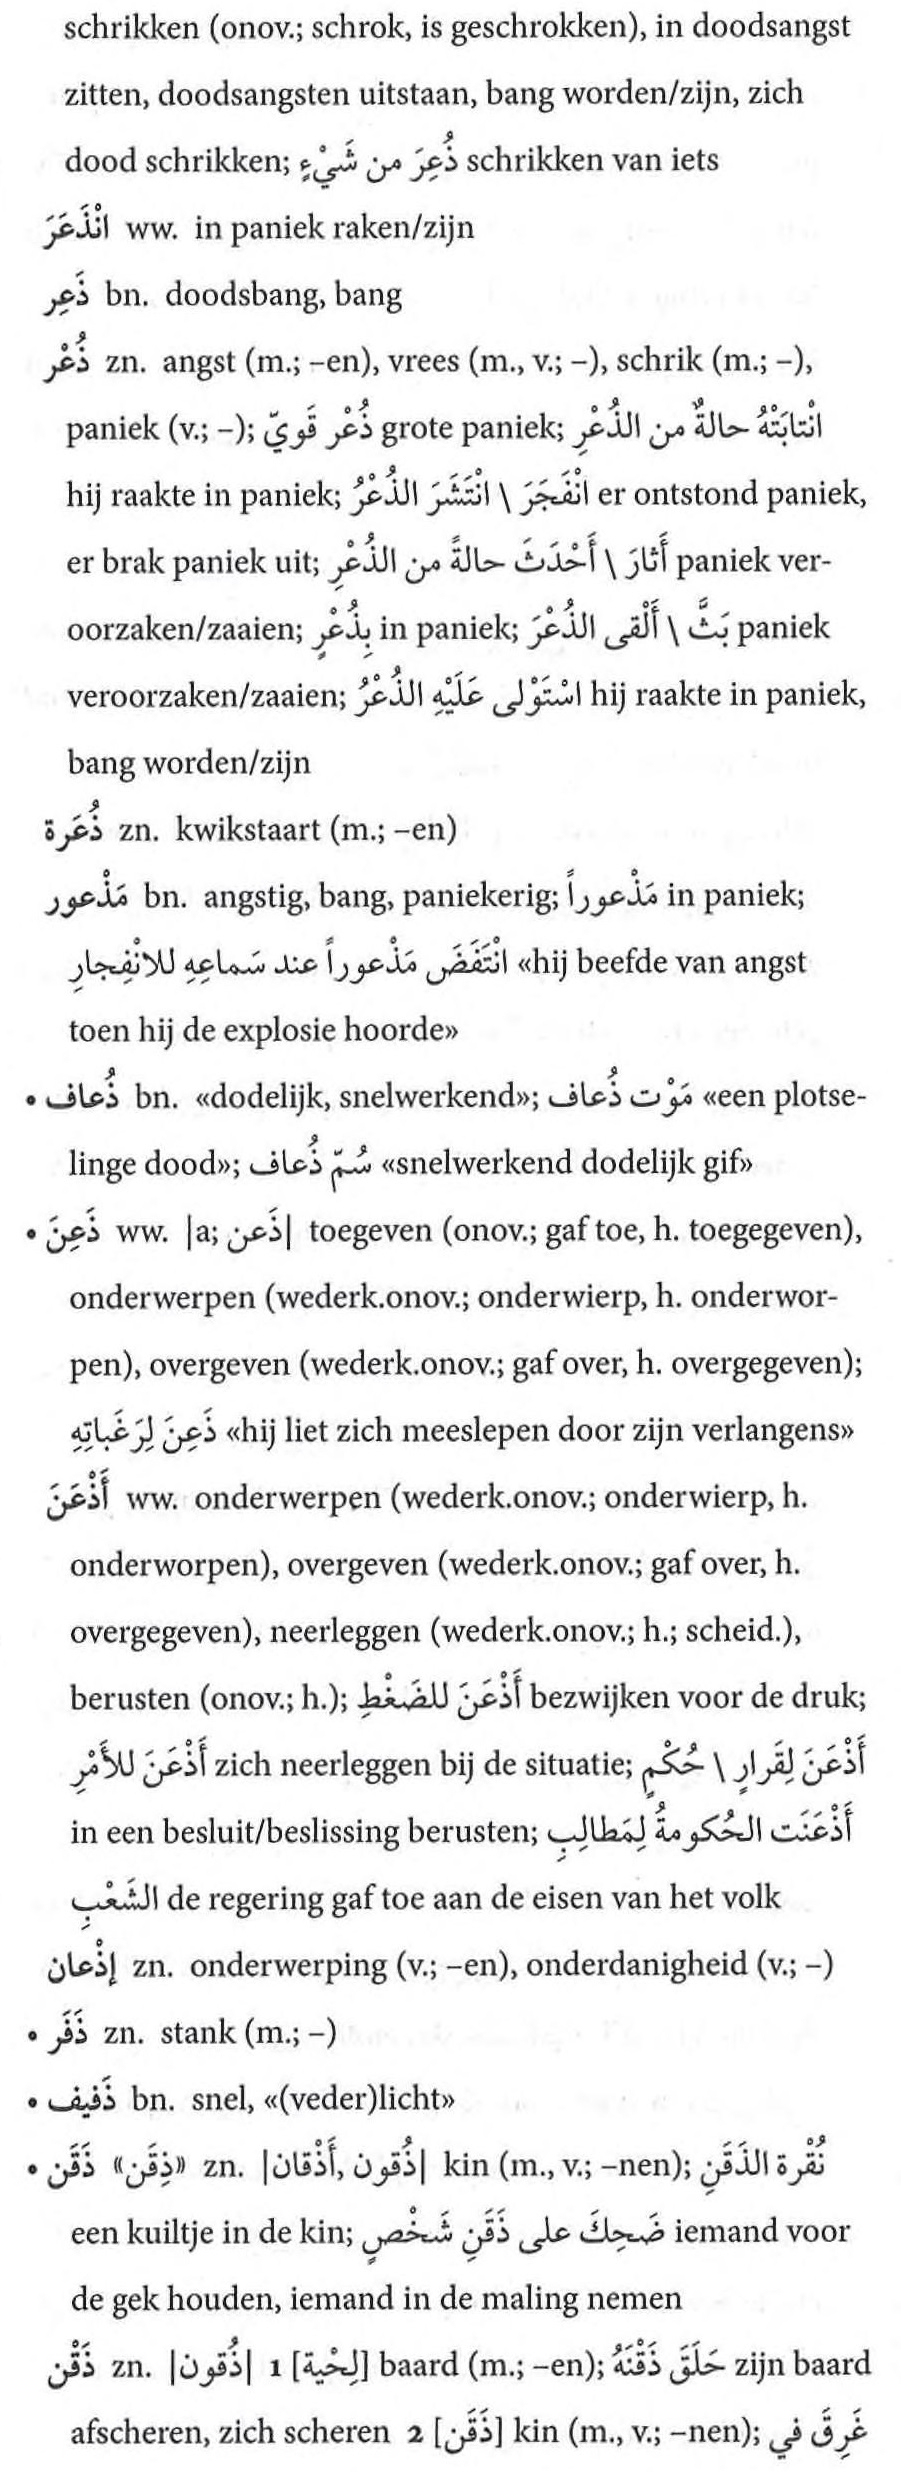 schrikken (onov.; schrok, is geschrokken), in doodsangst
zitten, doodsangsten uitstaan, bang worden/zijn, zich
dood schrikken; ذُعِرَ من شَيْءٍ schrikken van iets
انْذَعَرَ ww. in paniek raken/zijn
ذَعِر bn. doodsbang, bang
ذُعْر zn. angst (m.; –en), vrees (m., v.; –), schrik (m.; –),
paniek (v.; –); ذُعْر قَوِيّ grote paniek; انْتابَتْهُ حالةٌ من الذُعْرِ
hij raakte in paniek; انْفَجَرَ \ انْتَشَرَ الذُعْرُ er ontstond paniek,
er brak paniek uit; أَثارَ \ أَحْدَثَ حالةً من الذُعْرِ paniek ver-
oorzaken/zaaien; بِذُعْرٍ in paniek; بَثَّ \ أَلْقى الذُعْرَ paniek
veroorzaken/zaaien; اسْتَوْلى عَلَيْهِ الذُعْرُ hij raakte in paniek,
bang worden/zijn
ذُعَرة zn. kwikstaart (m.; –en)
مَذْعور bn. angstig, bang, paniekerig; مَذْعوراً in paniek;
انْتَفَضَ مَذْعوراً عند سَماعِهِ للانْفِجارِ «hij beefde van angst
toen hij de explosie hoorde»
• ذُعاف bn. «dodelijk, snelwerkend»; مَوْت ذُعاف «een plotse-
linge dood»; سُمّ ذُعاف «snelwerkend dodelijk gif»
• ذَعِنَ ww. |a; ذَعن| toegeven (onov.; gaf toe, h. toegegeven),
onderwerpen (wederk.onov.; onderwierp, h. onderwor-
pen), overgeven (wederk.onov.; gaf over, h. overgegeven);
ذَعِنَ لِرَغَباتِهِ «hij liet zich meeslepen door zijn verlangens»
أَذْعَنَ ww. onderwerpen (wederk.onov.; onderwierp, h.
onderworpen), overgeven (wederk.onov.; gaf over, h.
overgegeven), neerleggen (wederk.onov.; h.; scheid.),
berusten (onov.; h.); أَذْعَنَ للضَغْطِ bezwijken voor de druk;
أَذْعَنَ للأَمْرِ zich neerleggen bij de situatie; أَذْعَنَ لِقَرارٍ \ حُكْمٍ
in een besluit/beslissing berusten; أَذْعَنَت الحُكومةُ لِمَطالِبِ
الشَعْبِ de regering gaf toe aan de eisen van het volk
إذْعان zn. onderwerping (v.; –en), onderdanigheid (v.; –)
• ذَفَر zn. stank (m.; –)
• ذَفيف bn. snel, «(veder)licht»
• ذَقَن «ذِقَن» zn. |ذُقون, أَذْقان| kin (m., v.; –nen); نُقْرة الذَقَنِ
een kuiltje in de kin; ضَحِكَ على ذَقَنِ شَخْصٍ iemand voor
de gek houden, iemand in de maling nemen
ذَقْن zn. |ذُقون| 1 [لِحْية] baard (m.; –en); حَلَقَ ذَقْنَهُ zijn baard
afscheren, zich scheren 2 [ذَقَن] kin (m., v.; –nen); غَرِقَ في